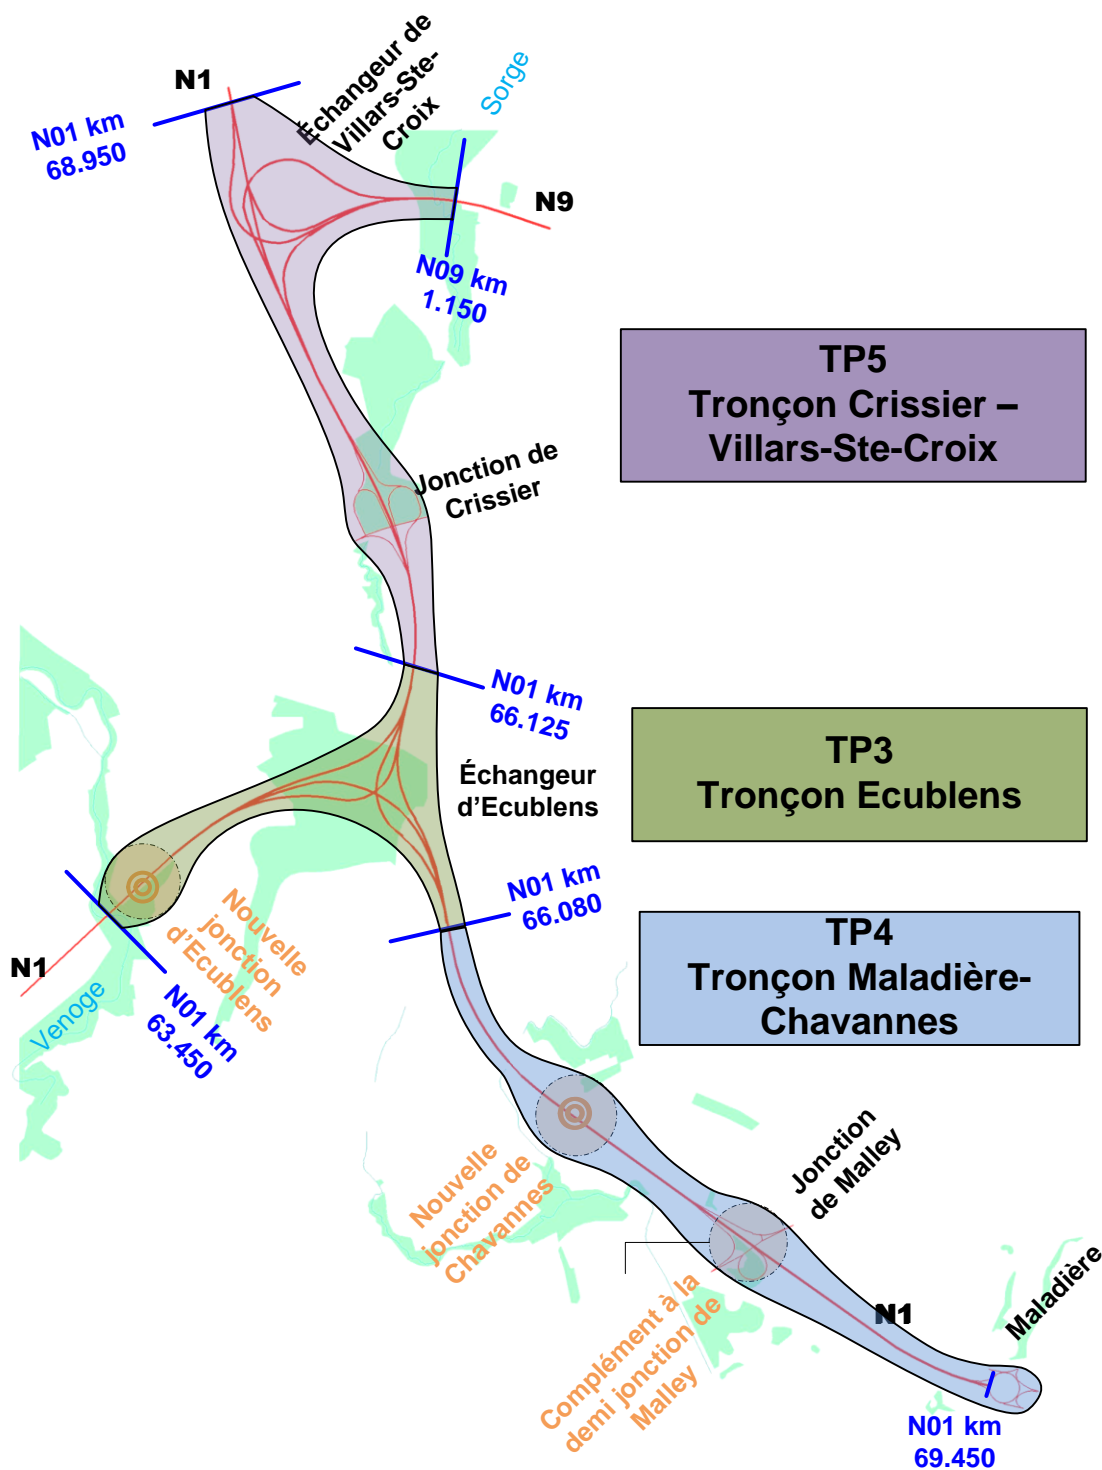 N1
Échangeur de
Villars-Ste-
Croix
Sorge
N01 km
68.950
N9
N09 km
1.150
TP5
Tronçon Crissier –
Villars-Ste-Croix
Jonction de
Crissier
N01 km
66.125
TP3
Tronçon Ecublens
Échangeur
d'Ecublens
N01 km
66.080
Nouvelle
jonction
d'Ecublens
N1
Venoge
N01 km
63.450
TP4
Tronçon Maladière-
Chavannes
Nouvelle
jonction de
Chavannes
Jonction
de Malley
Complément à la
demi jonction de
Malley
N1
Maladière
N01 km
69.450